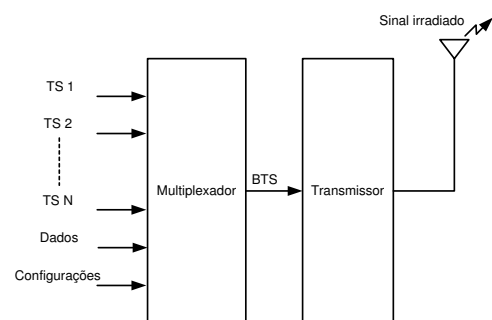 Sinal irradiado
TS 1
TS 2
TS N
Dados
Configurações
Multiplexador
BTS
Transmissor